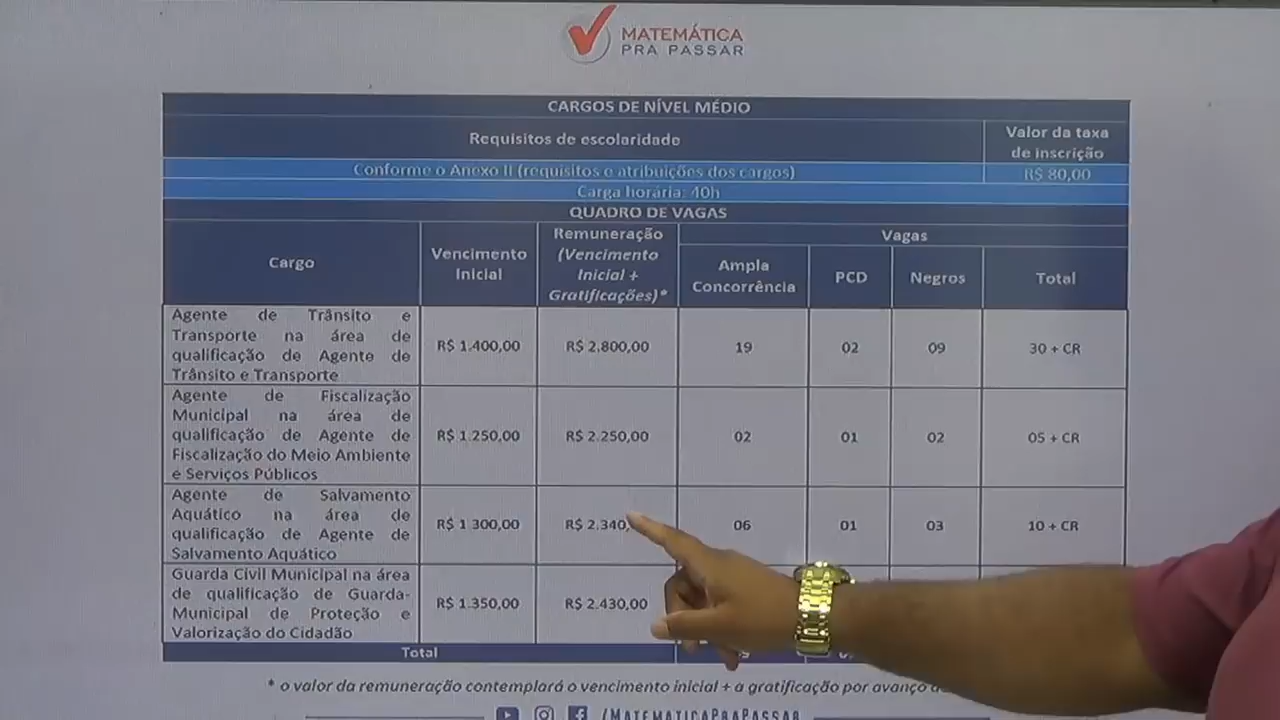 MATEMÁTICA
PRA PASSAR
CARGOS DE NÍVEL MÉDIO
Requisitos de escolaridade
Valor da taxa
de inscrição
Conforme o Anexo II (requisitos e atribuições dos cargos)
R$ 80,00
Carga horária: 40h
QUADRO DE VAGAS
Cargo
Vencimento
Inicial
Remuneração
(Vencimento
Inicial +
Gratificações)*
Vagas
Ampla
Concorrência
PCD
Negros
Total
Agente de Trânsito e
Transporte na área de
qualificação de Agente de
Trânsito e Transporte
R$ 1.400,00
R$ 2.800,00
19
02
09
30 + CR
Agente de Fiscalização
Municipal na área de
qualificação de Agente de
Fiscalização do Meio Ambiente
e Serviços Públicos
R$ 1.250,00
R$ 2.250,00
02
01
02
05 + CR
Agente de Salvamento
Aquático na área de
qualificação de Agente de
Salvamento Aquático
R$ 1 300,00
R$ 2.340,
06
01
03
10 + CR
Guarda Civil Municipal na área
de qualificação de Guarda-
Municipal de Proteção e
Valorização do Cidadão
R$ 1.350,00
R$ 2.430,00
Total
* o valor da remuneração contemplará o vencimento inicial + a gratificação por avanço
/MATEMATICAPRAPASSAR